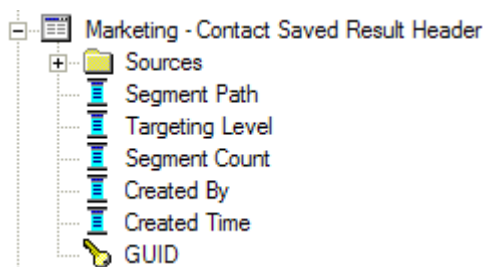 Marketing - Contact Saved Result Header
Sources
Segment Path
Targeting Level
Segment Count
Created By
Created Time
GUID